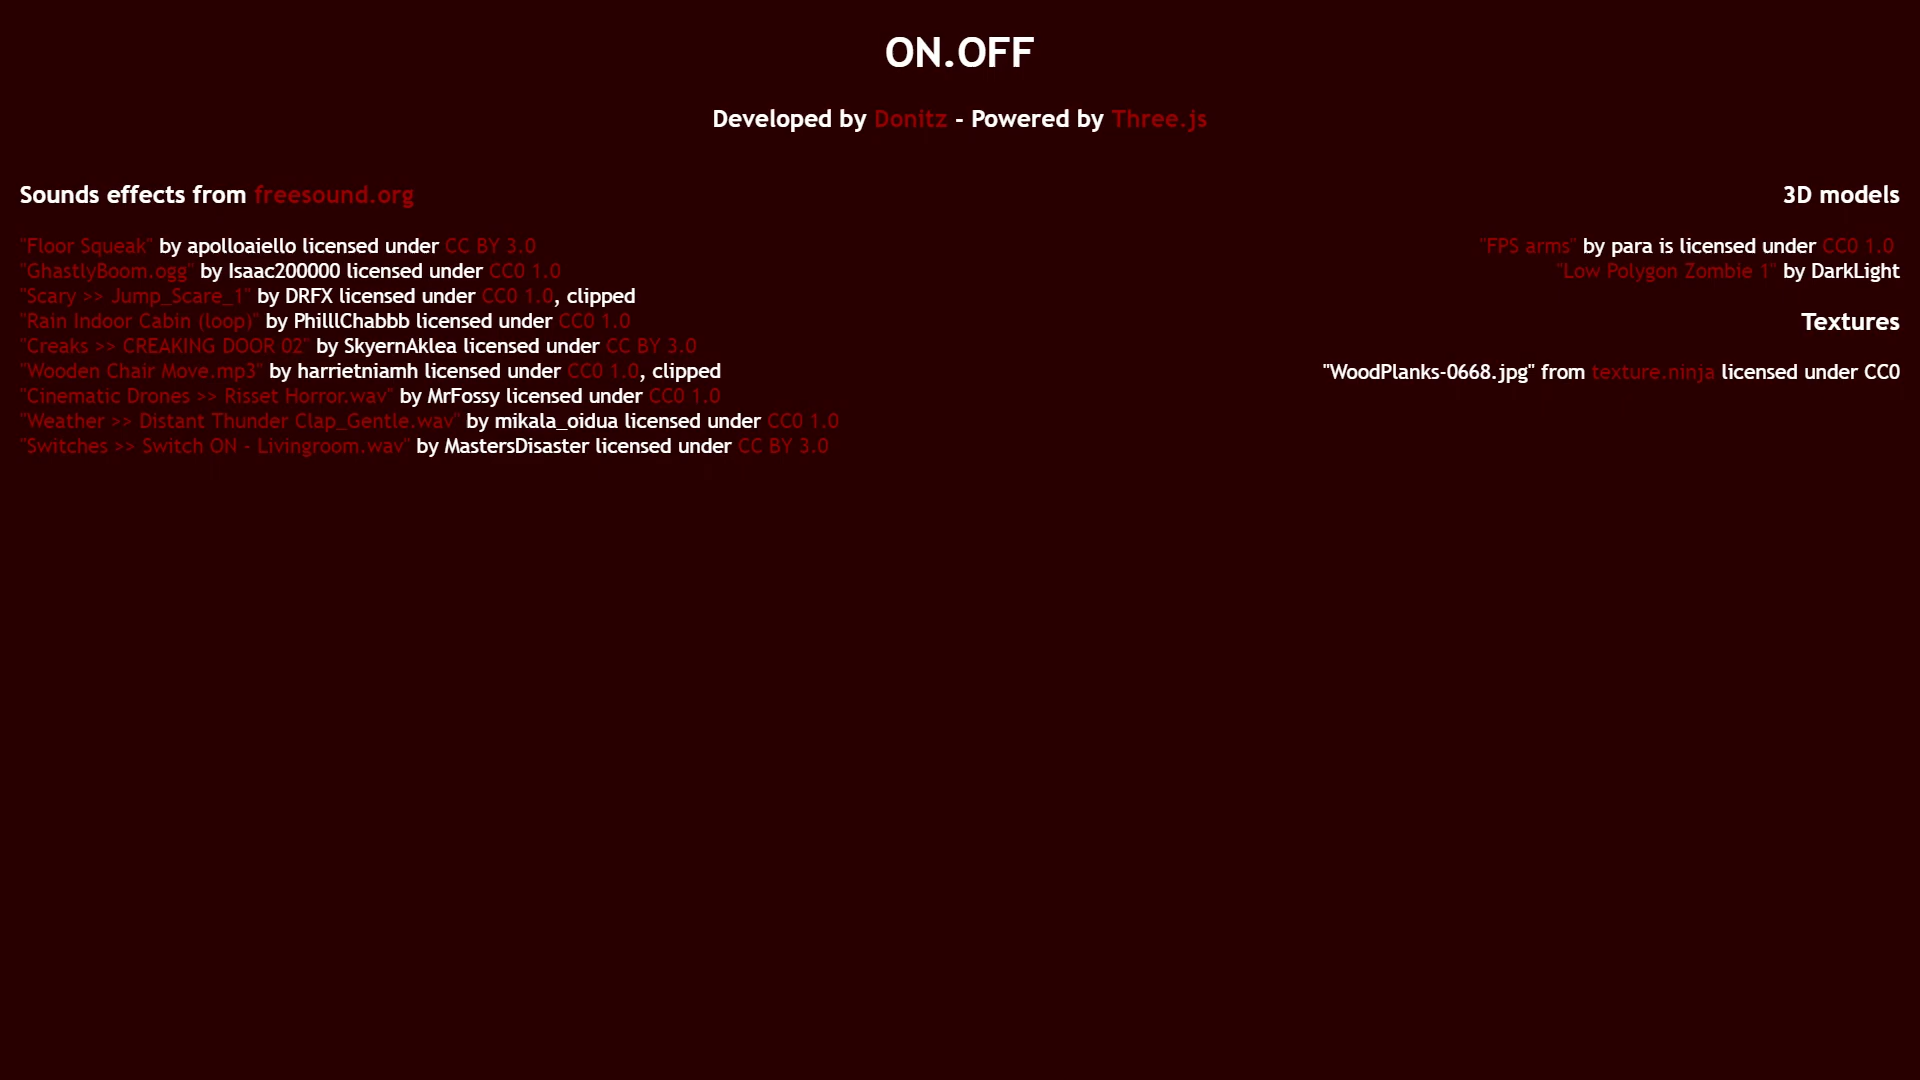 ON.OFF
Developed by Donitz - Powered by Three.js
Sounds effects from freesound.org
"Floor Squeak" by apolloaiello licensed under CC BY 3.0
"GhastlyBoom.ogg" by Isaac200000 licensed under CC0 1.0
"Scary >> Jump_Scare_1" by DRFX licensed under CC0 1.0, clipped
"Rain Indoor Cabin (loop)" by PhilllChabbb licensed under CC0 1.0
"Creaks >> CREAKING DOOR 02" by SkyernAklea licensed under CC BY 3.0
"Wooden Chair Move.mp3" by harrietniamh licensed under CC0 1.0, clipped
"Cinematic Drones >> Risset Horror.wav" by MrFossy licensed under CC0 1.0
"Weather >> Distant Thunder Clap_Gentle.wav" by mikala_oidua licensed under CC0 1.0
"Switches >> Switch ON - Livingroom.wav" by MastersDisaster licensed under CC BY 3.0
3D models
"FPS arms" by para is licensed under CC0 1.0
"Low Polygon Zombie 1" by DarkLight
Textures
"WoodPlanks-0668.jpg" from texture.ninja licensed under CC0